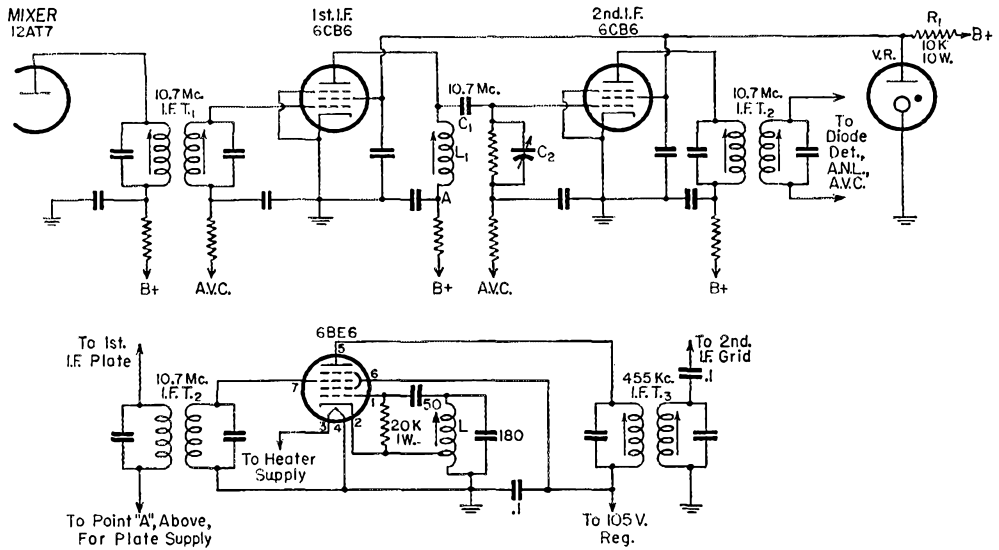 MIXER
12AT7
1st. I.F.
6CB6
2nd. I.F.
6CB6
R1
10K
10W.
B+
V.R.
10.7 Mc.
I.F. T.1
10.7 Mc.
C1
L1
C2
10.7 Mc.
I.F. T.2
To
Diode
Det.,
A.N.L.,
A.V.C.
A
B+
A.V.C.
B+
A.V.C.
B+
To 1st.
I.F. Plate
10.7 Mc.
I.F. T.2
6BE6
5
7
6
1
2
3
4
50
20K
1W.
L
180
To Heater
Supply
.1
455 Kc.
I.F. T.3
To 2nd.
I.F. Grid
.1
To Point "A", Above,
For Plate Supply
To 105 V.
Reg.